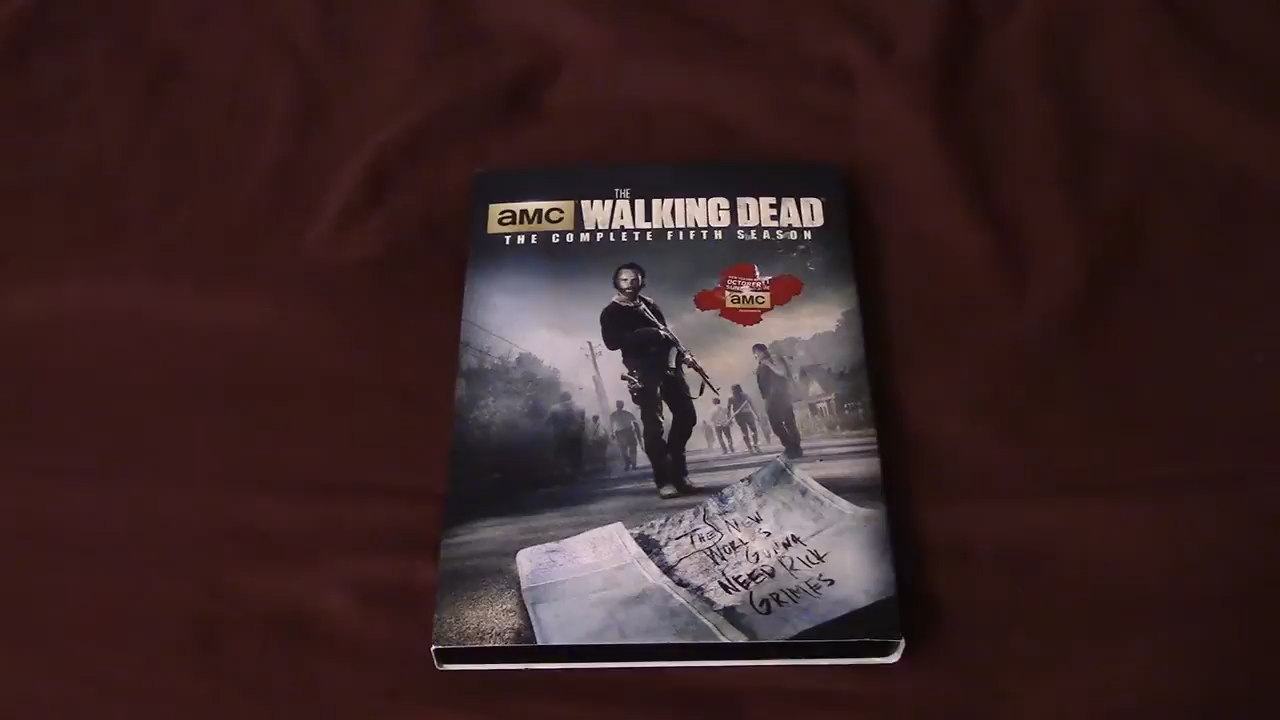 THE
AMC WALKING DEAD
THE COMPLETE FIFTH SEASON
OCTOBER
AMC
THE NEW
WORLD'S
GONNA
NEED RICK
GRIMES